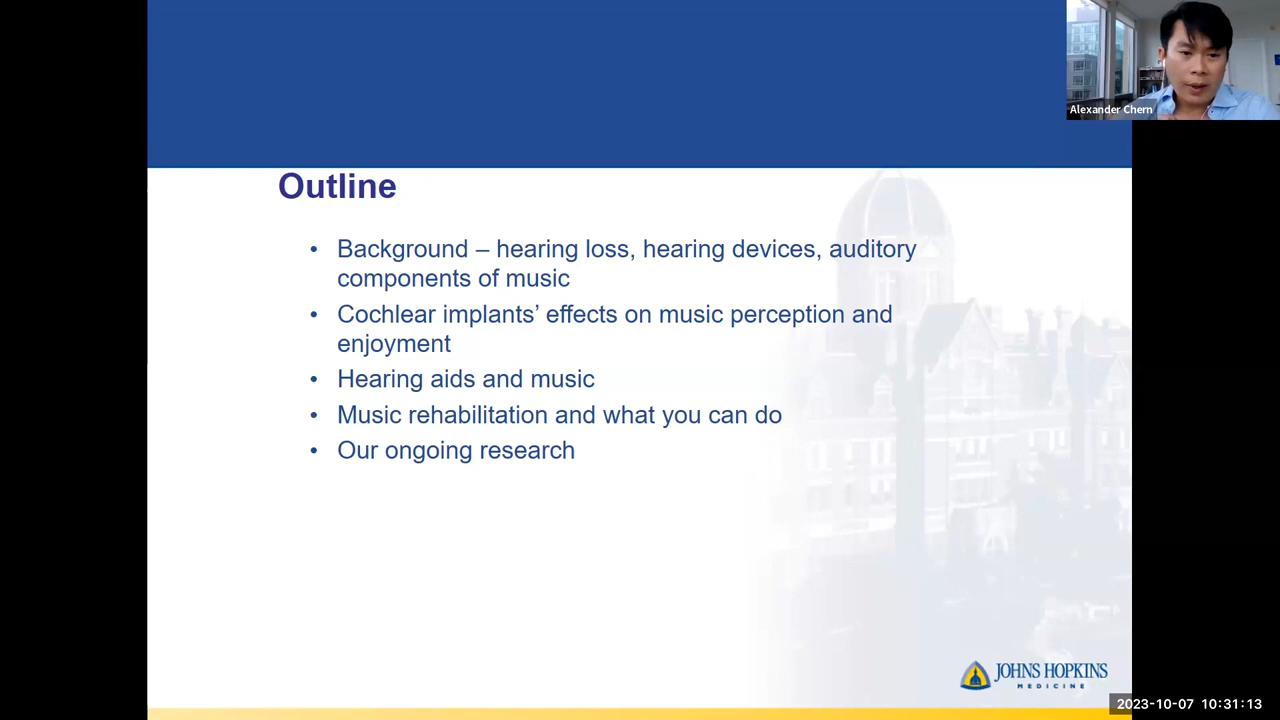 Alexander Chern
Outline
• Background – hearing loss, hearing devices, auditory
components of music
• Cochlear implants’ effects on music perception and
enjoyment
• Hearing aids and music
• Music rehabilitation and what you can do
• Our ongoing research
JOHNS HOPKINS
MEDICINE
2023-10-07 10:31:13